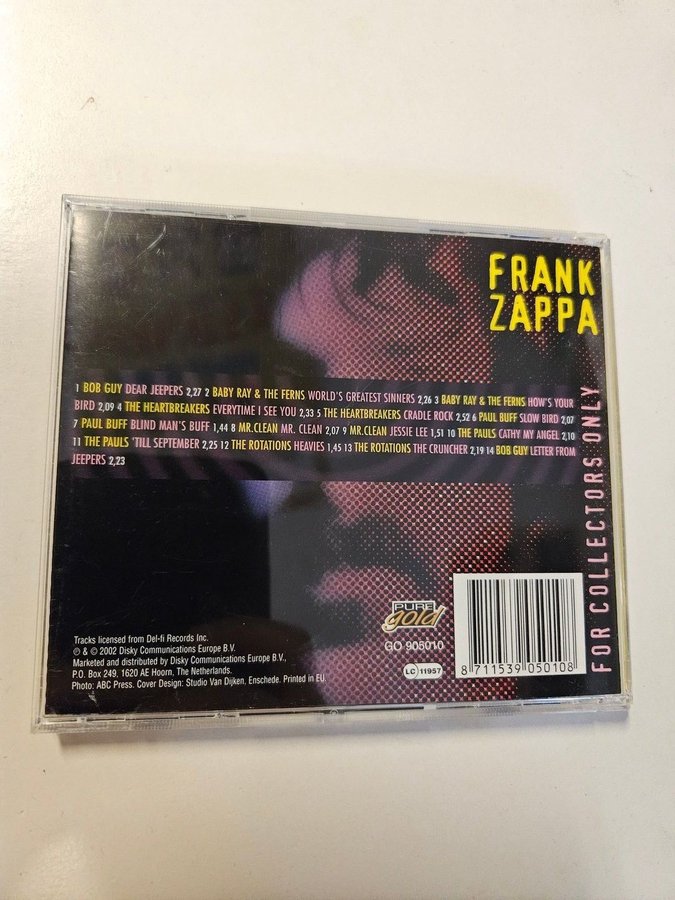 FRANK
ZAPPA
1 BOB GUY DEAR JEEPERS 2,27 2 BABY RAY & THE FERNS WORLD'S GREATEST SINNERS 2,26 3 BABY RAY & THE FERNS HOW'S YOUR
BIRD 2,09 4 THE HEARTBREAKERS EVERYTIME I SEE YOU 2,33 5 THE HEARTBREAKERS CRADLE ROCK 2,52 6 PAUL BUFF SLOW BIRD 2,07
7 PAUL BUFF BLIND MAN'S BUFF 1,44 8 MR.CLEAN MR. CLEAN 2,07 9 MR.CLEAN JESSIE LEE 1,51 10 THE PAULS CATHY MY ANGEL 2,10
11 THE PAULS 'TILL SEPTEMBER 2,25 12 THE ROTATIONS HEAVIES 1,45 13 THE ROTATIONS THE CRUNCHER 2,19 14 BOB GUY LETTER FROM
JEEPERS 2,23
FOR COLLECTORS ONLY
Tracks licensed from Del-fi Records Inc.
℗ & © 2002 Disky Communications Europe B.V.
Marketed and distributed by Disky Communications Europe B.V.,
P.O. Box 249, 1620 AE Hoorn, The Netherlands.
Photo: ABC Press. Cover Design: Studio Van Dijken, Enschede. Printed in EU.
PURE
gold
GO 905010
LC 11957
8 711539 050108